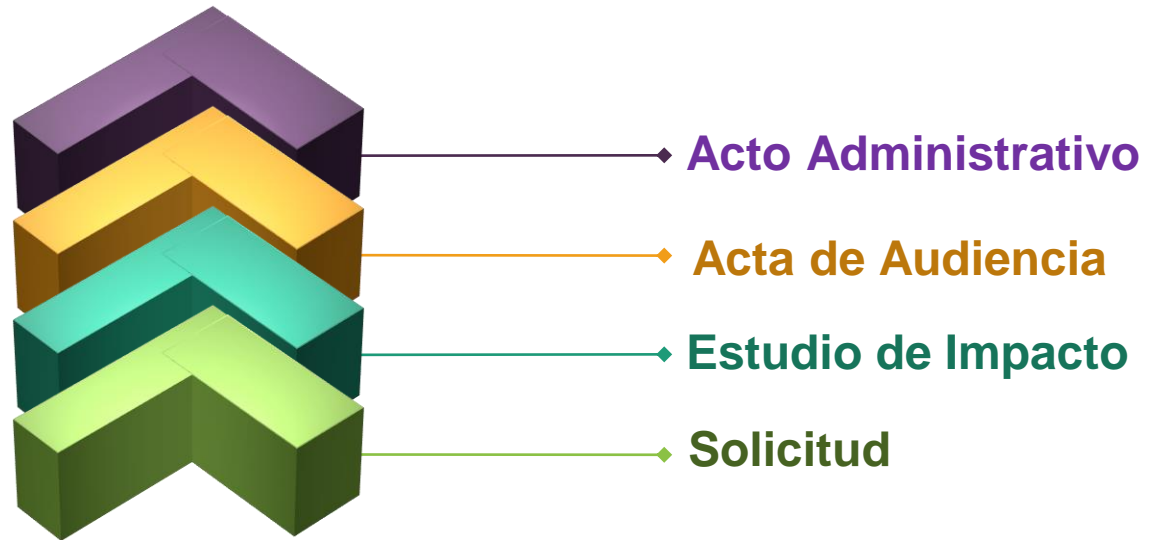 Acto Administrativo
Acta de Audiencia
Estudio de Impacto
Solicitud